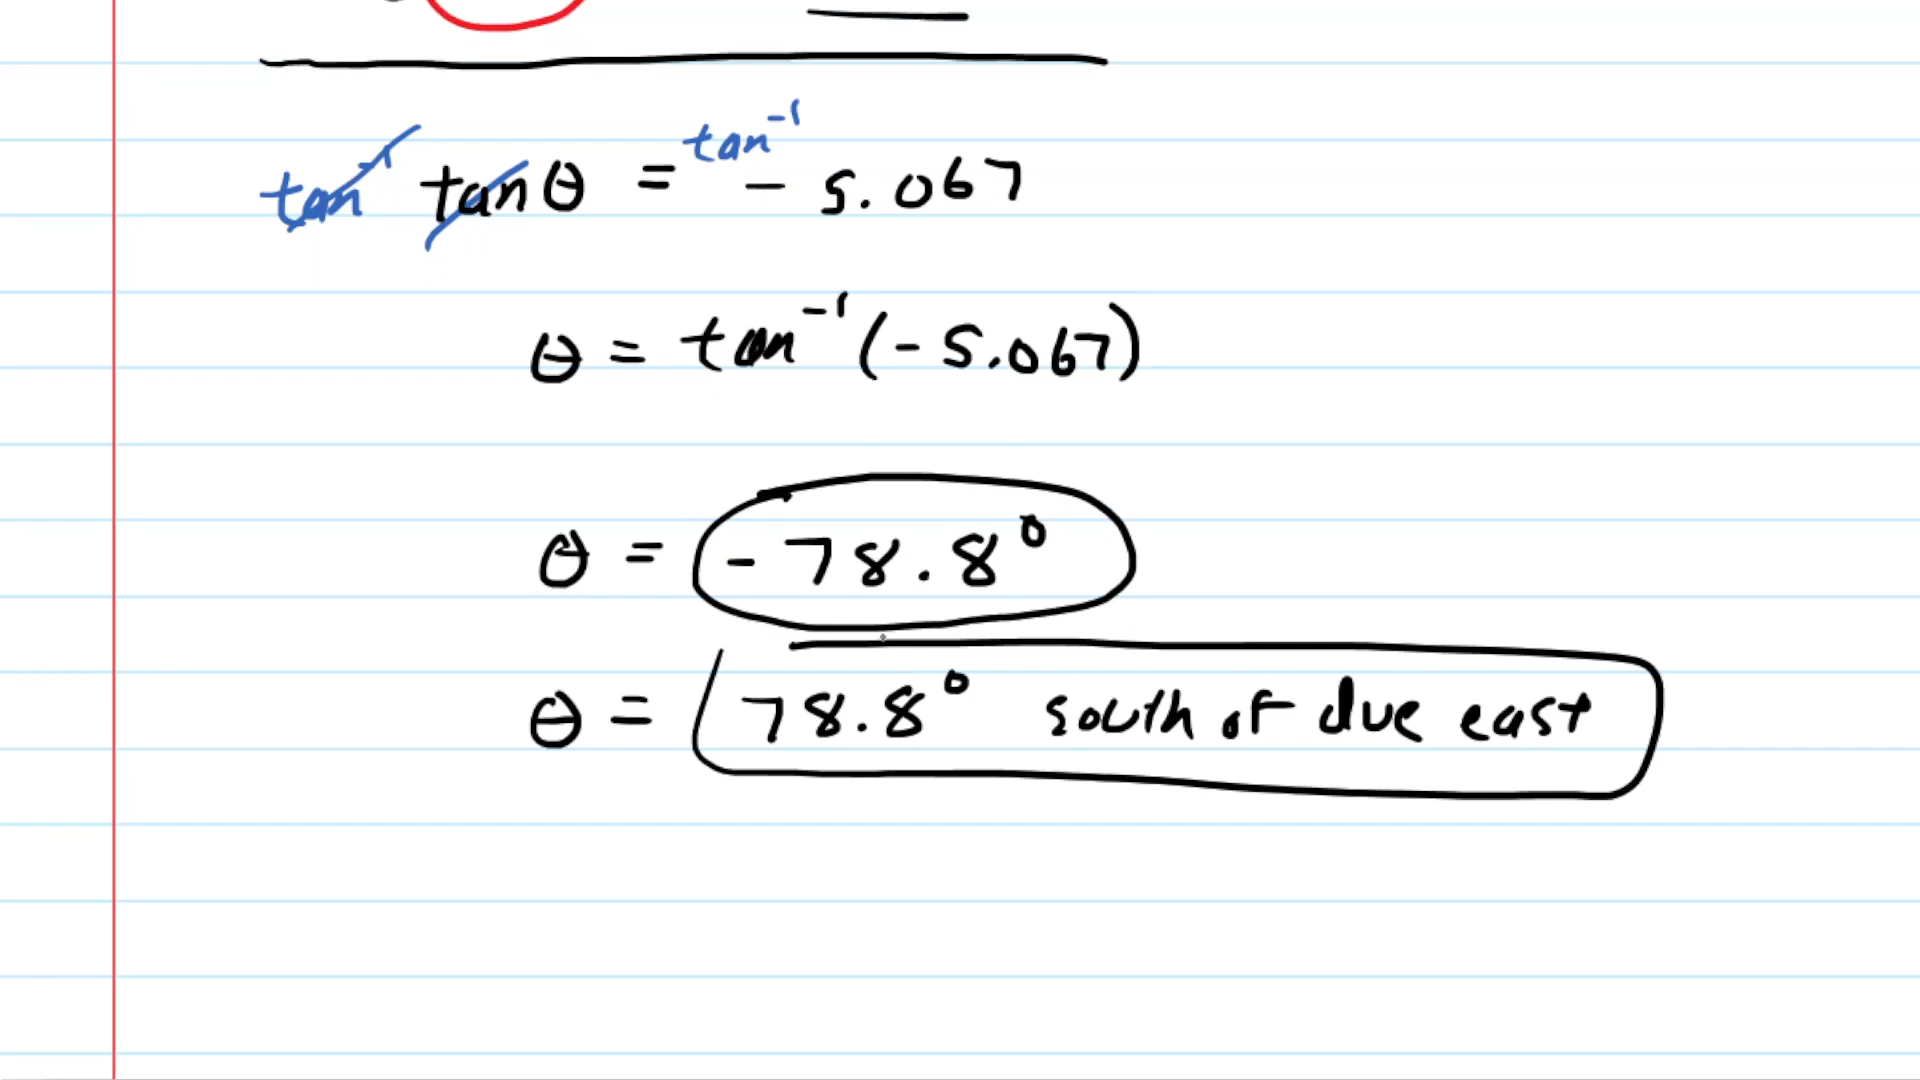 tan⁻¹ tanθ = tan⁻¹ - 5.067
θ = tan⁻¹(-5.067)
θ = -78.8°
θ = 78.8° south of due east